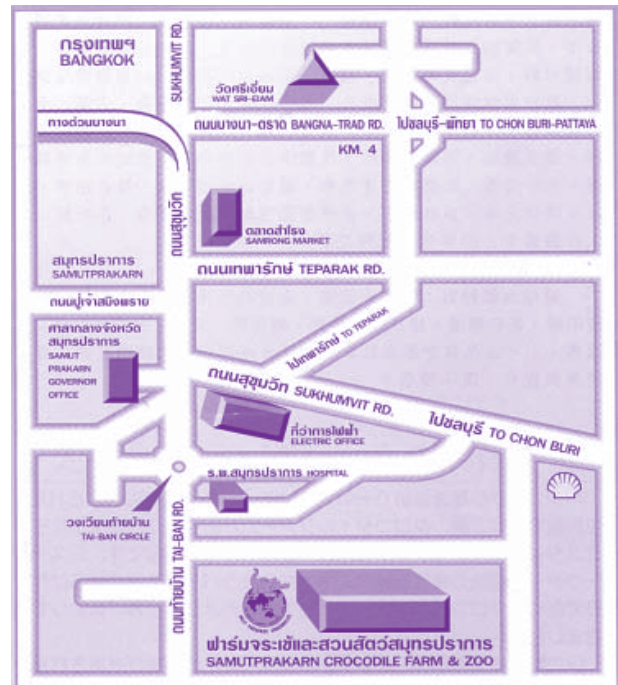 กรุงเทพฯ
BANGKOK
SUKHUMVIT RD.
วัดศรีเอี่ยม
WAT SRI-EIAM
ทางด่วนบางนา
ถนนบางนา-ตราด BANGNA-TRAD RD.
ไปชลบุรี-พัทยา TO CHON BURI-PATTAYA
KM. 4
ถนนสุขุมวิท
ตลาดสำโรง
SAMRONG MARKET
สมุทรปราการ
SAMUTPRAKARN
ถนนเทพารักษ์ TEPARAK RD.
ถนนปู่เจ้าสมิงพราย
ศาลากลางจังหวัด
สมุทรปราการ
SAMUT
PRAKARN
GOVERNOR
OFFICE
ไปเทพารักษ์ TO TEPARAK
ถนนสุขุมวิท SUKHUMVIT RD.
ไปชลบุรี TO CHON BURI
ที่ว่าการไฟฟ้า
ELECTRIC OFFICE
ร.พ.สมุทรปราการ HOSPITAL
วงเวียนท้ายบ้าน
TAI-BAN CIRCLE
ถนนท้ายบ้าน TAI-BAN RD.
ฟาร์มจระเข้และสวนสัตว์สมุทรปราการ
SAMUTPRAKARN CROCODILE FARM & ZOO